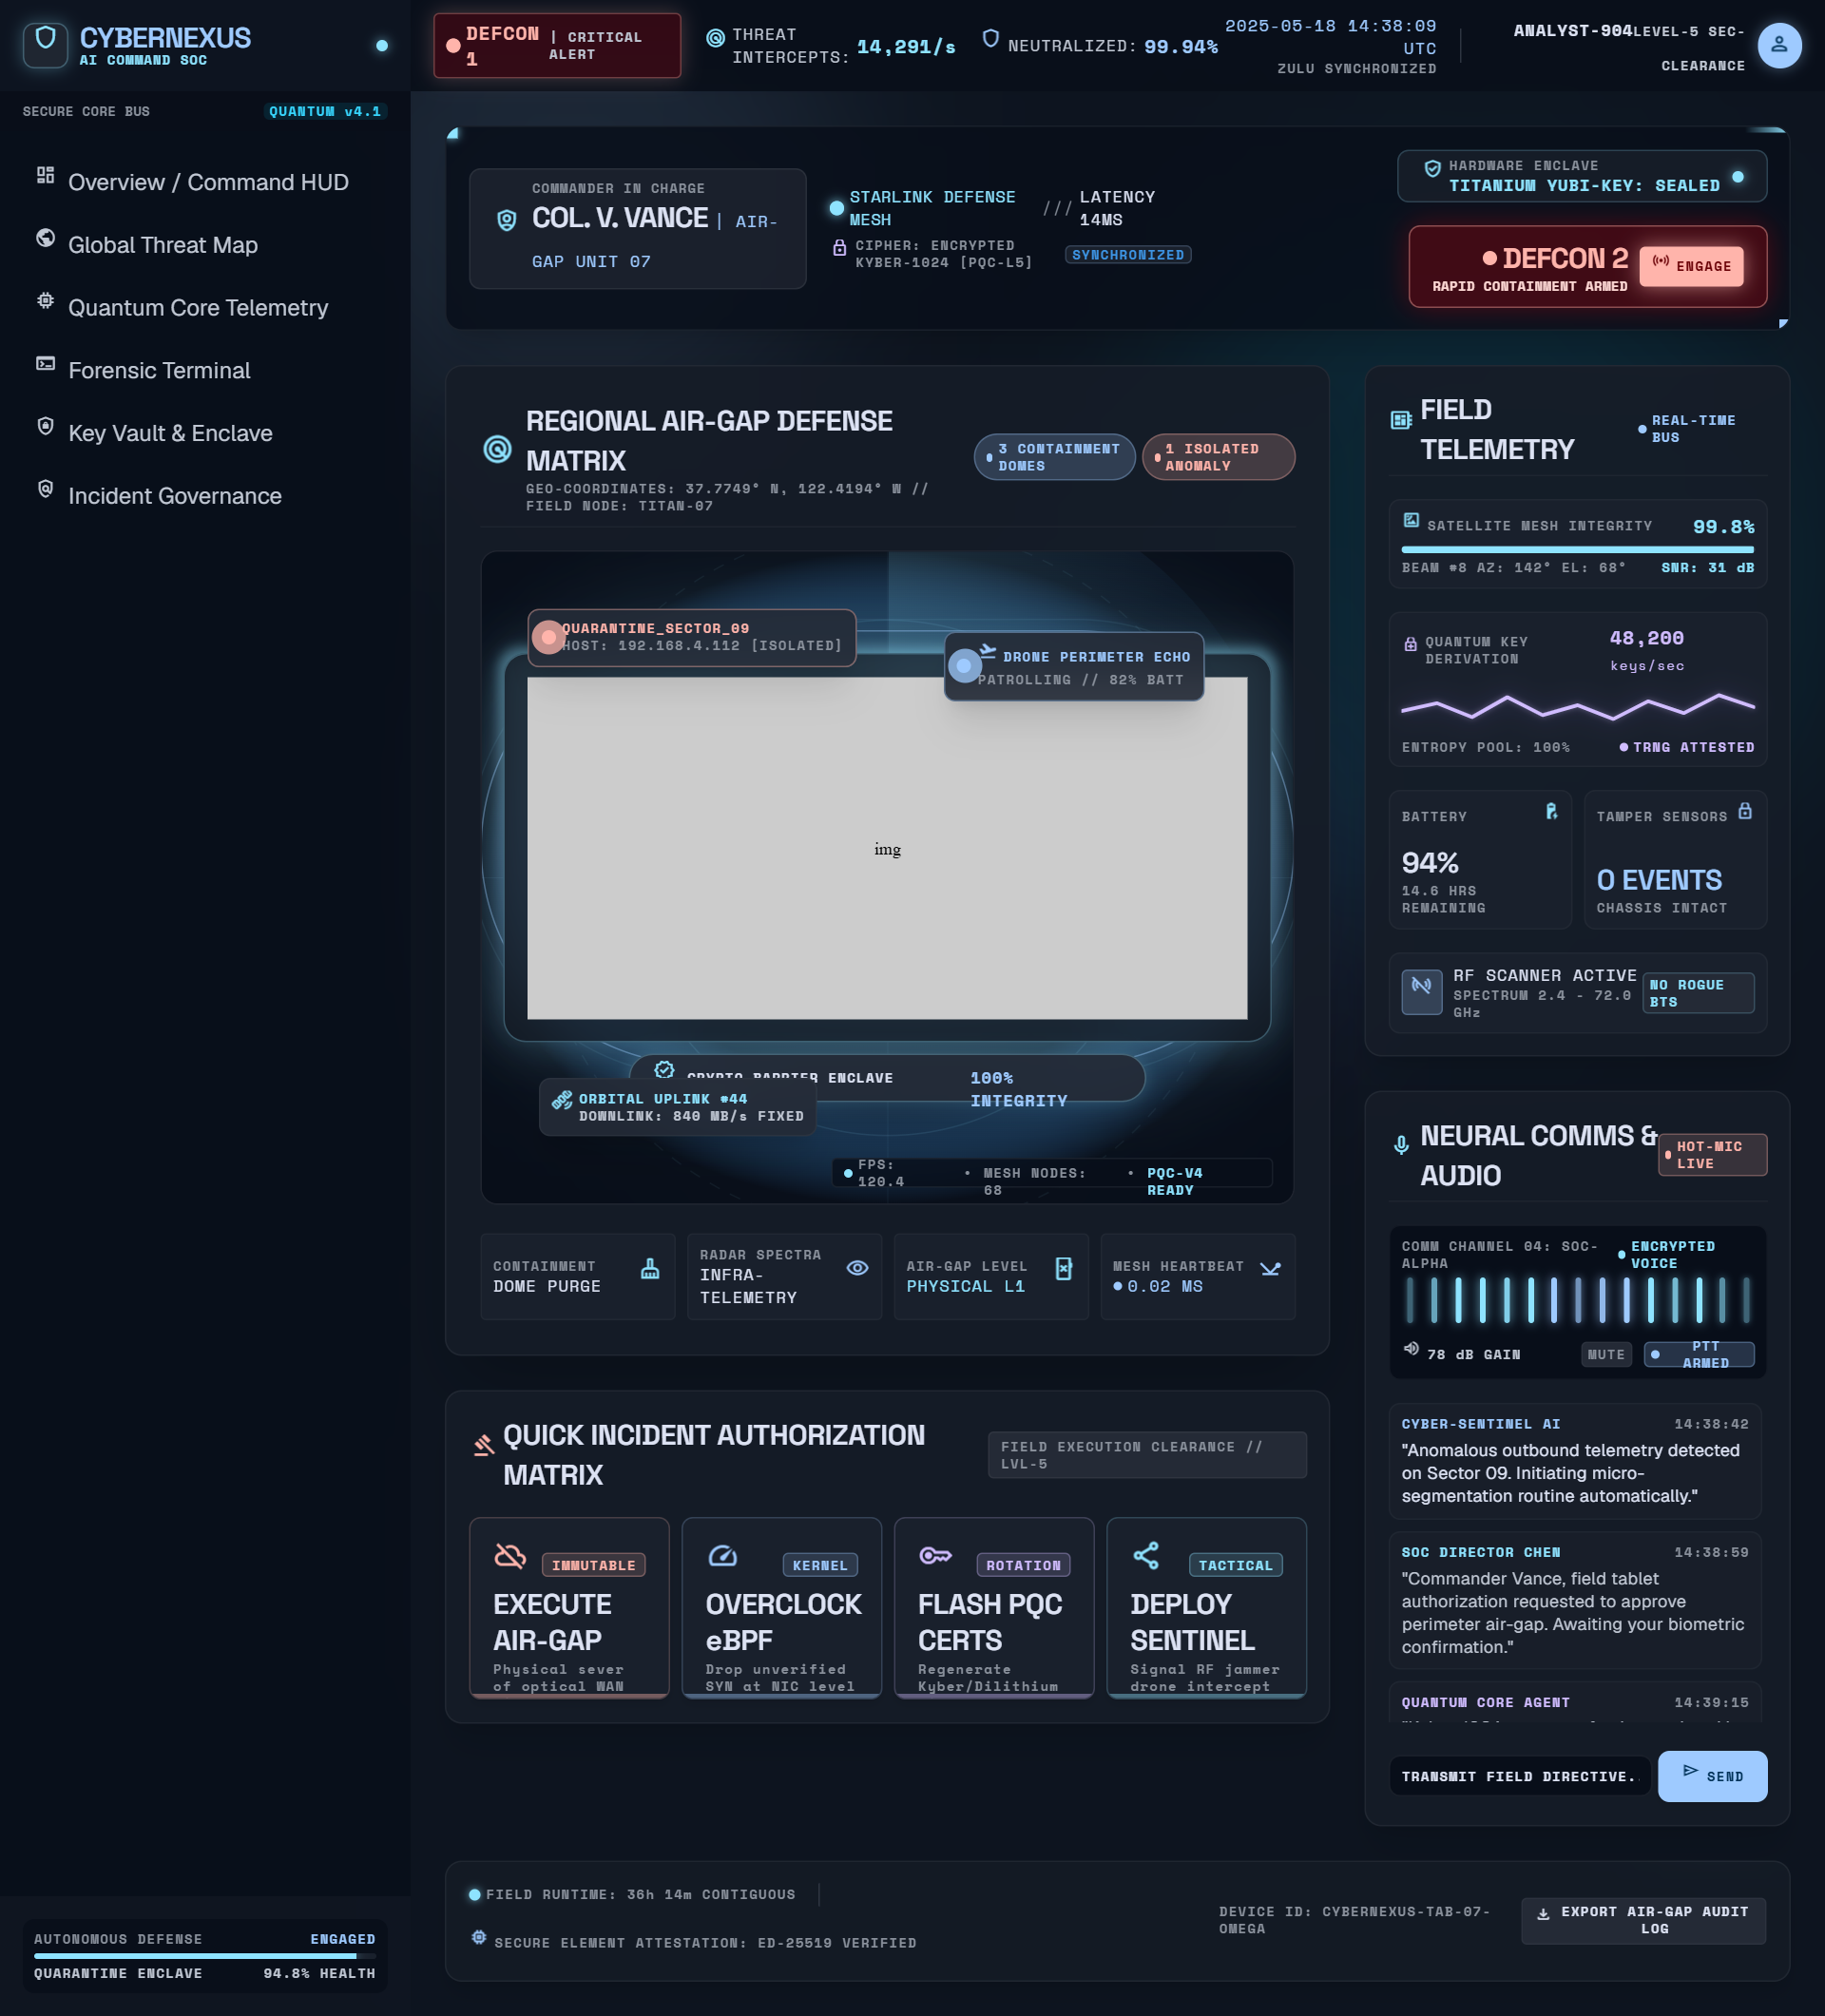 CYBERNEXUS
AI COMMAND SOC
DEFCON 1 | CRITICAL ALERT
THREAT INTERCEPTS: 14,291/s
NEUTRALIZED: 99.94%
2025-05-18 14:38:09 UTC
ZULU SYNCHRONIZED
ANALYST-904 LEVEL-5 SEC-CLEARANCE
SECURE CORE BUS
QUANTUM v4.1
Overview / Command HUD
Global Threat Map
Quantum Core Telemetry
Forensic Terminal
Key Vault & Enclave
Incident Governance
AUTONOMOUS DEFENSE ENGAGED
QUARANTINE ENCLAVE 94.8% HEALTH
COMMANDER IN CHARGE
COL. V. VANCE | AIR-
GAP UNIT 07
STARLINK DEFENSE MESH
/// LATENCY 14MS
CIPHER: ENCRYPTED
KYBER-1024 [PQC-L5]
SYNCHRONIZED
HARDWARE ENCLAVE
TITANIUM YUBI-KEY: SEALED
DEFCON 2
RAPID CONTAINMENT ARMED
ENGAGE
REGIONAL AIR-GAP DEFENSE
MATRIX
GEO-COORDINATES: 37.7749° N, 122.4194° W //
FIELD NODE: TITAN-07
3 CONTAINMENT
DOMES
1 ISOLATED
ANOMALY
QUARANTINE_SECTOR_09
HOST: 192.168.4.112 [ISOLATED]
DRONE PERIMETER ECHO
PATROLLING // 82% BATT
img
CRYPTO BARRIER ENCLAVE
100%
INTEGRITY
ORBITAL UPLINK #44
DOWNLINK: 840 MB/s FIXED
FPS: 120.4
• MESH NODES: 68
• PQC-V4 READY
CONTAINMENT
DOME PURGE
RADAR SPECTRA
INFRA-
TELEMETRY
AIR-GAP LEVEL
PHYSICAL L1
MESH HEARTBEAT
0.02 MS
QUICK INCIDENT AUTHORIZATION
MATRIX
FIELD EXECUTION CLEARANCE //
LVL-5
IMMUTABLE
EXECUTE
AIR-GAP
Physical sever
of optical WAN
KERNEL
OVERCLOCK
eBPF
Drop unverified
SYN at NIC level
ROTATION
FLASH PQC
CERTS
Regenerate
Kyber/Dilithium
TACTICAL
DEPLOY
SENTINEL
Signal RF jammer
drone intercept
FIELD
TELEMETRY
REAL-TIME
BUS
SATELLITE MESH INTEGRITY 99.8%
BEAM #8 AZ: 142° EL: 68° SNR: 31 dB
QUANTUM KEY
DERIVATION
48,200
keys/sec
ENTROPY POOL: 100% TRNG ATTESTED
BATTERY
94%
14.6 HRS
REMAINING
TAMPER SENSORS
0 EVENTS
CHASSIS INTACT
RF SCANNER ACTIVE
SPECTRUM 2.4 - 72.0
GHz
NO ROGUE
BTS
NEURAL COMMS &
AUDIO
HOT-MIC
LIVE
COMM CHANNEL 04: SOC-
ALPHA
ENCRYPTED
VOICE
78 dB GAIN
MUTE
PTT
ARMED
CYBER-SENTINEL AI 14:38:42
"Anomalous outbound telemetry detected
on Sector 09. Initiating micro-
segmentation routine automatically."
SOC DIRECTOR CHEN 14:38:59
"Commander Vance, field tablet
authorization requested to approve
perimeter air-gap. Awaiting your biometric
confirmation."
QUANTUM CORE AGENT 14:39:15
TRANSMIT FIELD DIRECTIVE.
SEND
FIELD RUNTIME: 36h 14m CONTIGUOUS
SECURE ELEMENT ATTESTATION: ED-25519 VERIFIED
DEVICE ID: CYBERNEXUS-TAB-07-
OMEGA
EXPORT AIR-GAP AUDIT
LOG